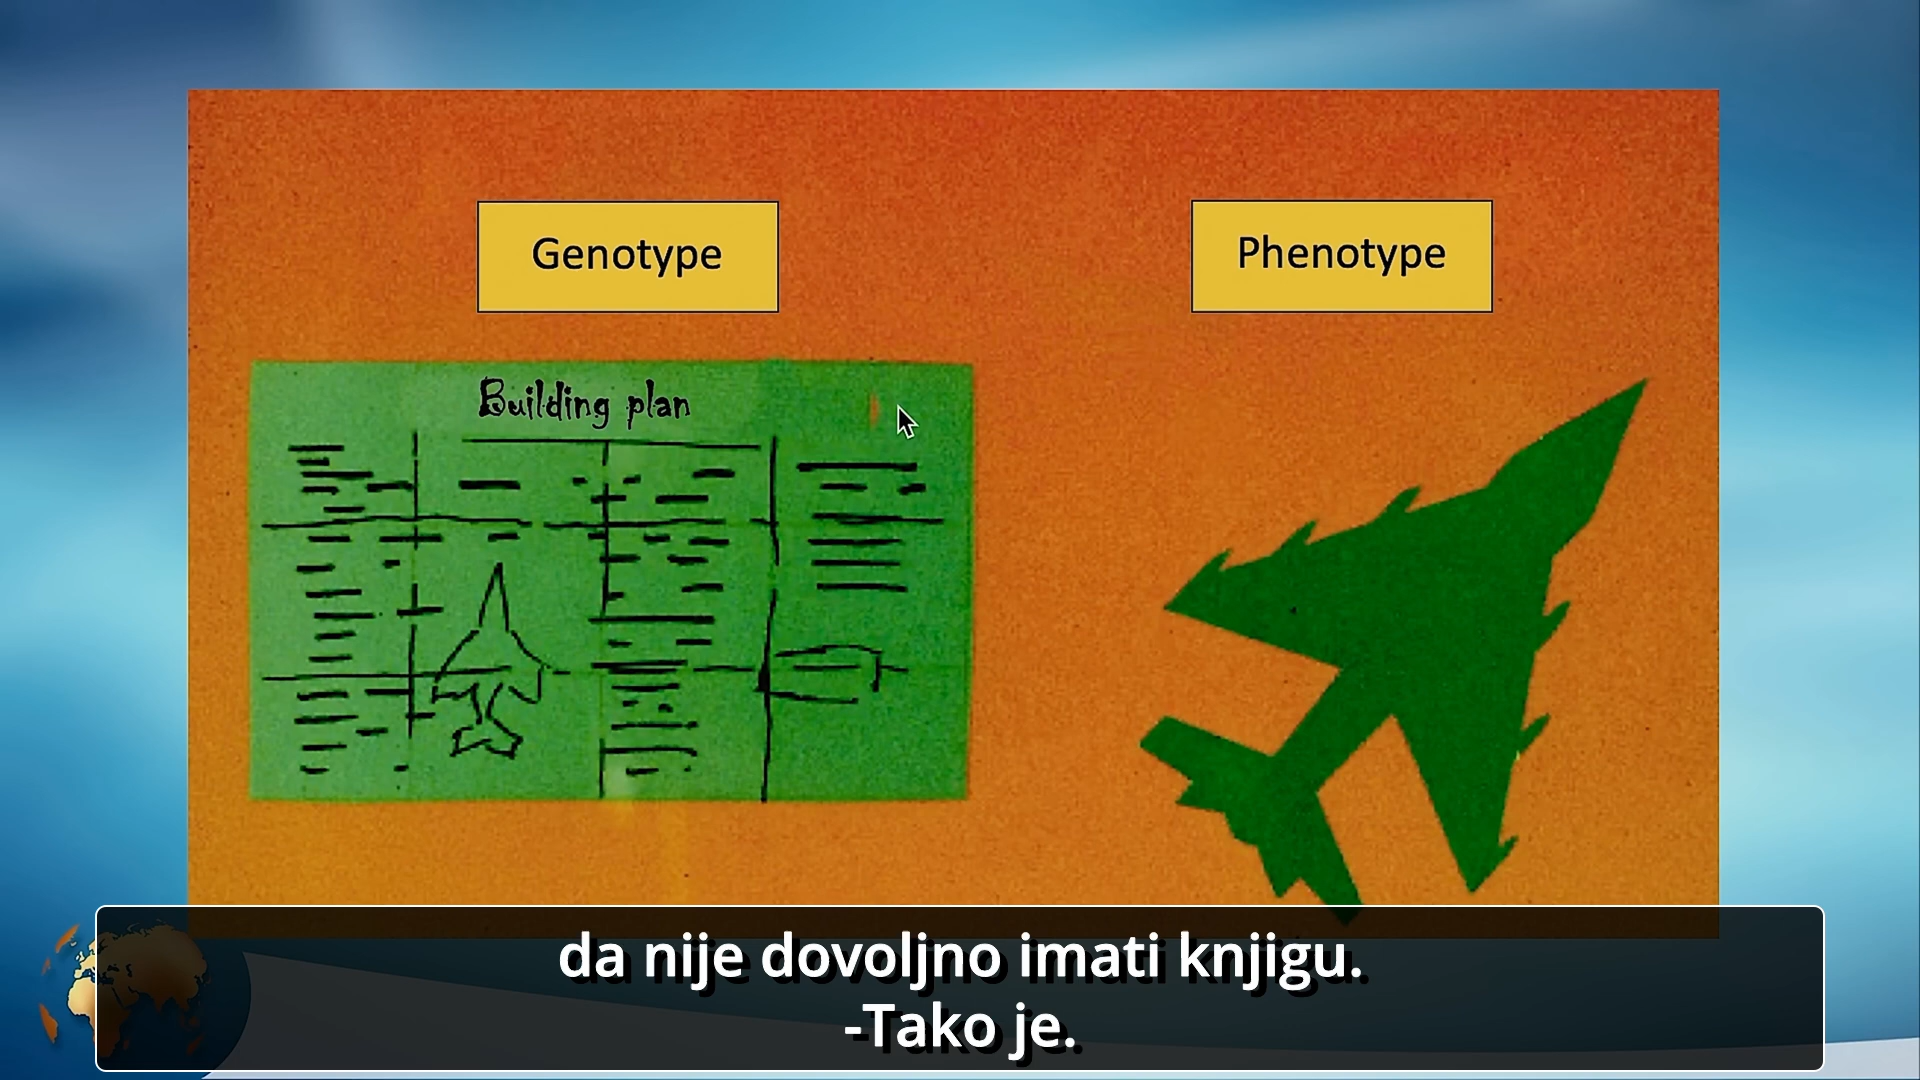 Genotype
Phenotype
Building plan
da nije dovoljno imati knjigu.
-Tako je.